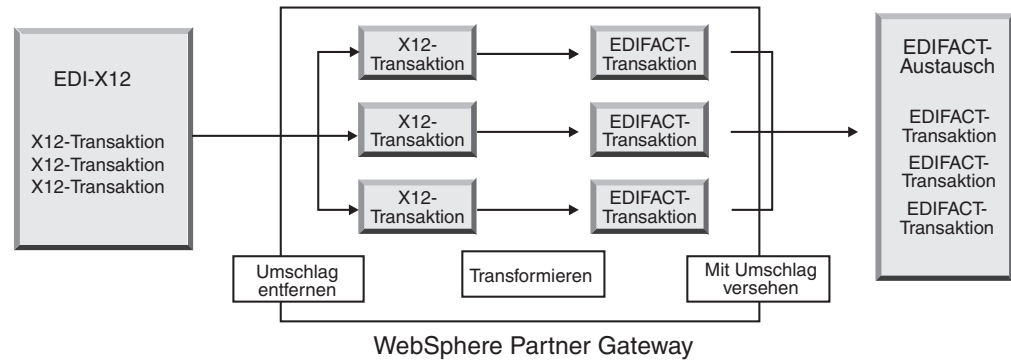 EDI-X12
X12-Transaktion
X12-Transaktion
X12-Transaktion
X12-
Transaktion
EDIFACT-
Transaktion
X12-
Transaktion
EDIFACT-
Transaktion
X12-
Transaktion
EDIFACT-
Transaktion
Umschlag
entfernen
Transformieren
Mit Umschlag
versehen
EDIFACT-
Austausch
EDIFACT-
Transaktion
EDIFACT-
Transaktion
EDIFACT-
Transaktion
WebSphere Partner Gateway